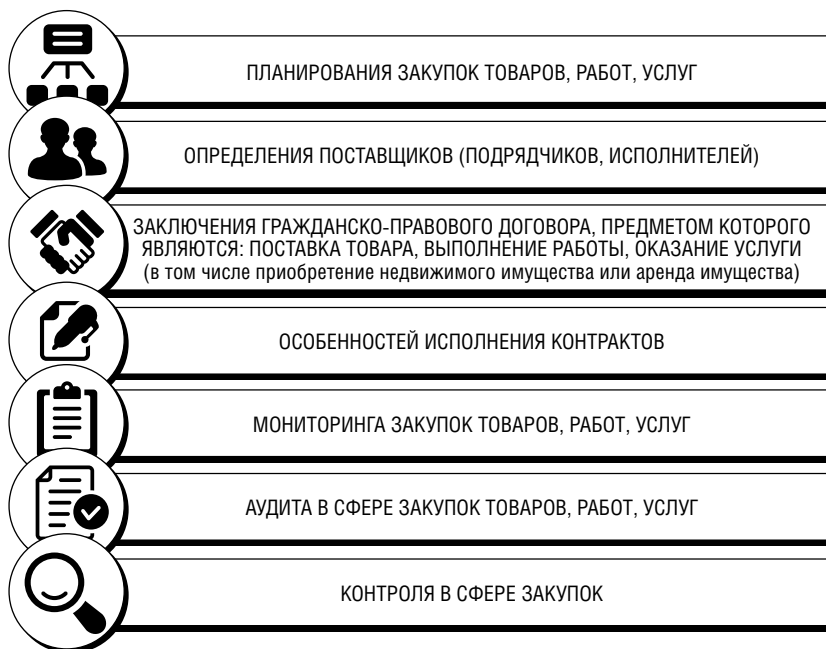 ПЛАНИРОВАНИЯ ЗАКУПОК ТОВАРОВ, РАБОТ, УСЛУГ
ОПРЕДЕЛЕНИЯ ПОСТАВЩИКОВ (ПОДРЯДЧИКОВ, ИСПОЛНИТЕЛЕЙ)
ЗАКЛЮЧЕНИЯ ГРАЖДАНСКО-ПРАВОВОГО ДОГОВОРА, ПРЕДМЕТОМ КОТОРОГО
ЯВЛЯЮТСЯ: ПОСТАВКА ТОВАРА, ВЫПОЛНЕНИЕ РАБОТЫ, ОКАЗАНИЕ УСЛУГИ
(в том числе приобретение недвижимого имущества или аренда имущества)
ОСОБЕННОСТЕЙ ИСПОЛНЕНИЯ КОНТРАКТОВ
МОНИТОРИНГА ЗАКУПОК ТОВАРОВ, РАБОТ, УСЛУГ
АУДИТА В СФЕРЕ ЗАКУПОК ТОВАРОВ, РАБОТ, УСЛУГ
КОНТРОЛЯ В СФЕРЕ ЗАКУПОК